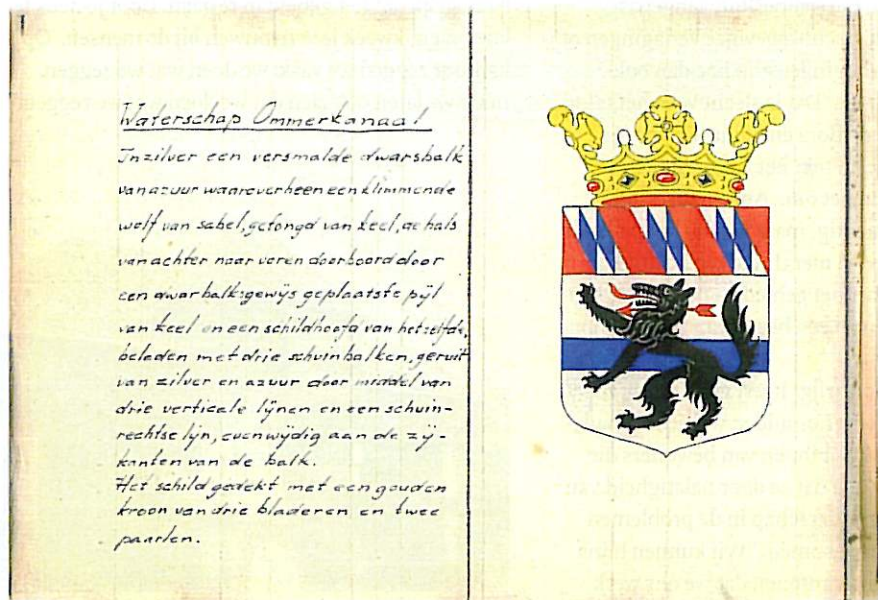 Waterschap Ommerkanaal
In zilver een versmalde dwarsbalk
van azuur waaroverheen een klimmende
wolf van sabel, getongd van keel, de hals
van achter naar voren doorboord door
een dwarbalksgewijs geplaatste pijl
van keel en een schildhoofd van hetzelfde,
beladen met drie schuinbalken, geruit
van zilver en azuur door middel van
drie verticale lijnen en een schuin-
rechtse lijn, evenwijdig aan de zij-
kanten van de balk.
Het schild gedekt met een gouden
kroon van drie bladeren en twee
paarlen.